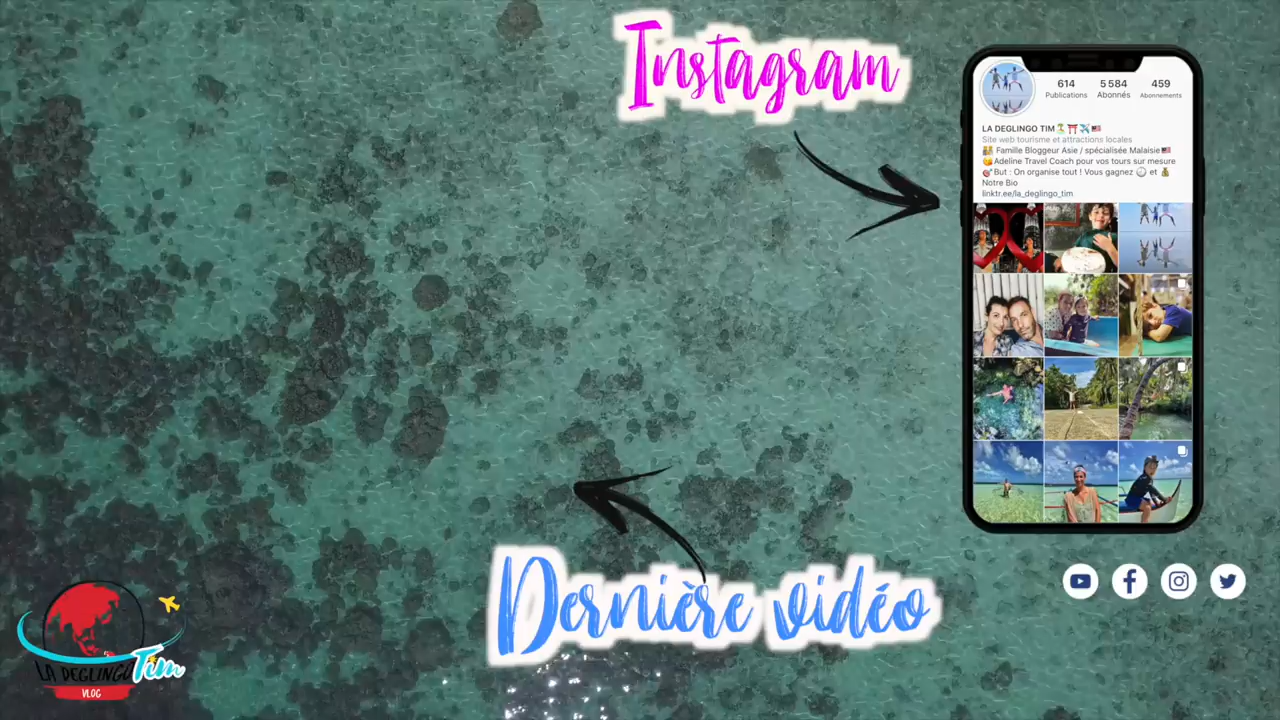 Instagram
614 5 584 459
Publications Abonnés Abonnements
LA DEGLINGO TIM🏝️⛩️✈️🇲🇾
Site web tourisme et attractions locales
Famille Bloggeur Asie / spécialisée Malaisie🇲🇾
Adeline Travel Coach pour vos tours sur mesure
🎯But : On organise tout ! Vous gagnez ⏱ et 💰
Notre Bio
linktr.ee/la_deglingo_tim
Dernière vidéo
LA DEGLINGO Tim
VLOG